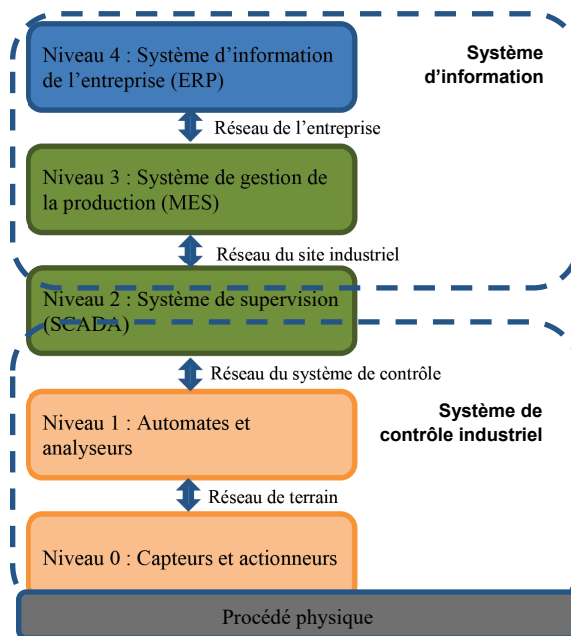 Niveau 4 : Système d’information
de l’entreprise (ERP)
Système
d’information
Réseau de l’entreprise
Niveau 3 : Système de gestion de
la production (MES)
Réseau du site industriel
Niveau 2 : Système de supervision
(SCADA)
Réseau du système de contrôle
Niveau 1 : Automates et
analyseurs
Système de
contrôle industriel
Réseau de terrain
Niveau 0 : Capteurs et actionneurs
Procédé physique